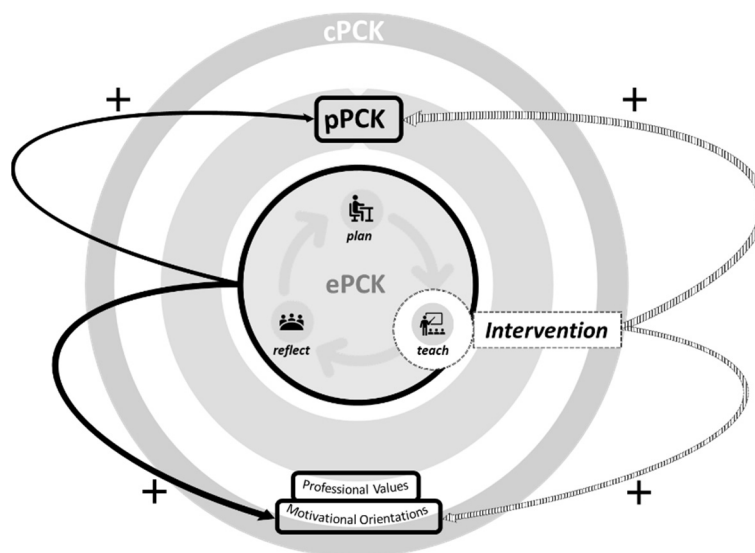 cPCK
+
+
pPCK
plan
ePCK
reflect
teach
Intervention
Professional Values
Motivational Orientations
+
+